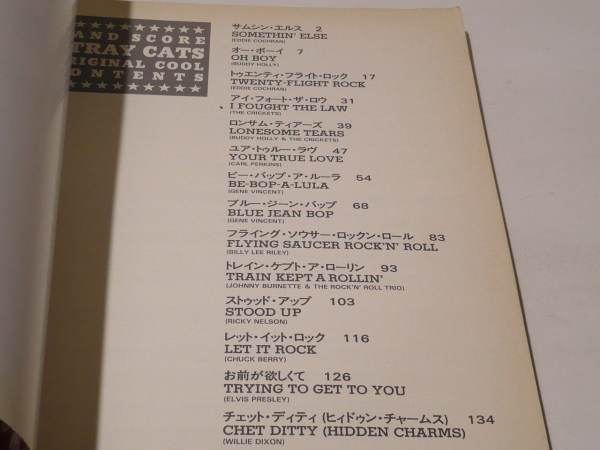 AND SCORE
TRAY CATS
RIGINAL COOL
ONTENTS
サムシン・エルス 2
SOMETHIN' ELSE
(EDDIE COCHRAN)
オー・ボーイ 7
OH BOY
(BUDDY HOLLY)
トゥエンティ・フライト・ロック 17
TWENTY-FLIGHT ROCK
(EDDIE COCHRAN)
アイ・フォート・ザ・ロウ 31
I FOUGHT THE LAW
(THE CRICKETS)
ロンサム・ティアーズ 39
LONESOME TEARS
(BUDDY HOLLY & THE CRICKETS)
ユア・トゥルー・ラヴ 47
YOUR TRUE LOVE
(CARL PERKINS)
ビー・バップ・ア・ルーラ 54
BE-BOP-A-LULA
(GENE VINCENT)
ブルー・ジーン・バップ 68
BLUE JEAN BOP
(GENE VINCENT)
フライング・ソウサー・ロックン・ロール 83
FLYING SAUCER ROCK'N' ROLL
(BILLY LEE RILEY)
トレイン・ケプト・ア・ローリン 93
TRAIN KEPT A ROLLIN'
(JOHNNY BURNETTE & THE ROCK'N' ROLL TRIO)
ストゥッド・アップ 103
STOOD UP
(RICKY NELSON)
レット・イット・ロック 116
LET IT ROCK
(CHUCK BERRY)
お前が欲しくて 126
TRYING TO GET TO YOU
(ELVIS PRESLEY)
チェット・ディティ(ヒィドゥン・チャームス) 134
CHET DITTY (HIDDEN CHARMS)
(WILLIE DIXON)